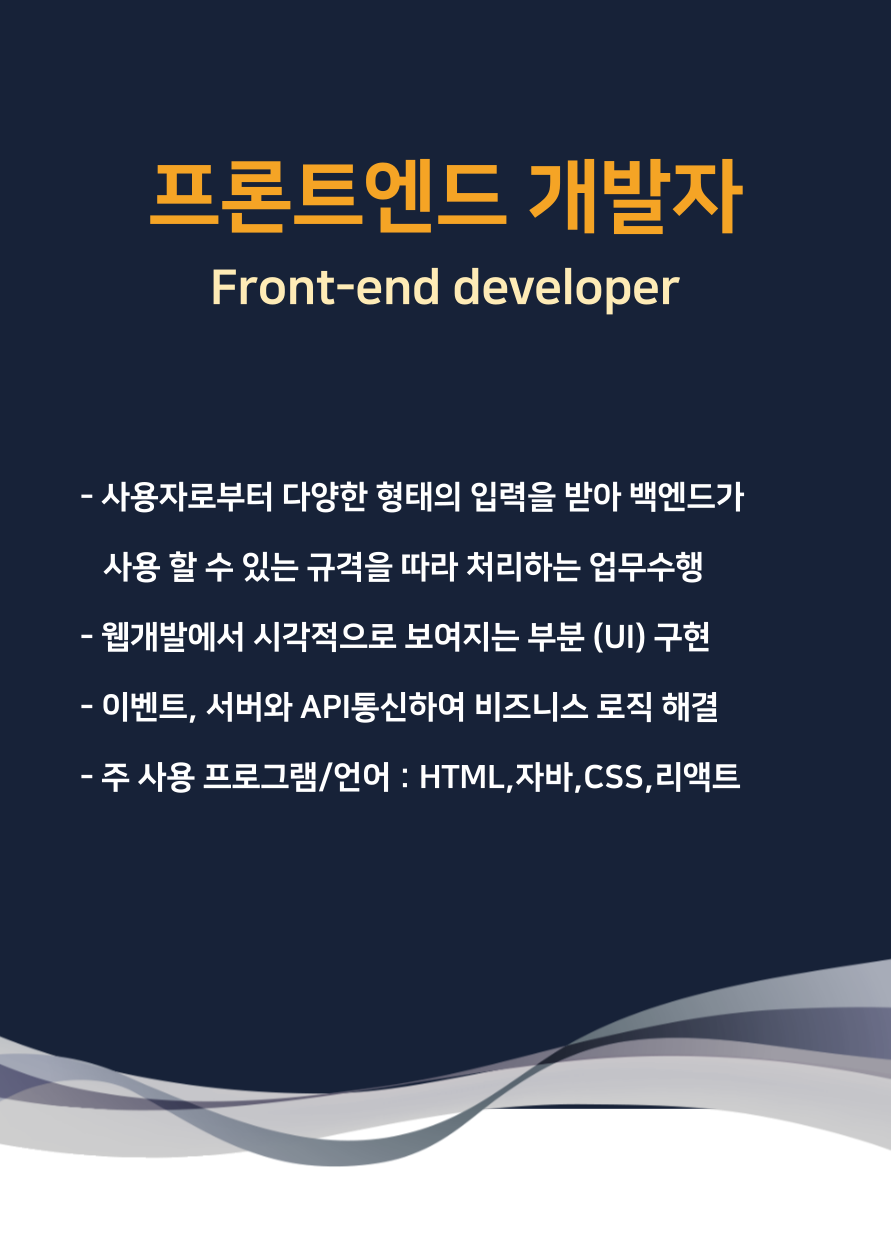 프론트엔드 개발자
Front-end developer
- 사용자로부터 다양한 형태의 입력을 받아 백엔드가
사용 할 수 있는 규격을 따라 처리하는 업무수행
- 웹개발에서 시각적으로 보여지는 부분 (UI) 구현
- 이벤트, 서버와 API통신하여 비즈니스 로직 해결
- 주 사용 프로그램/언어 : HTML,자바,CSS,리액트